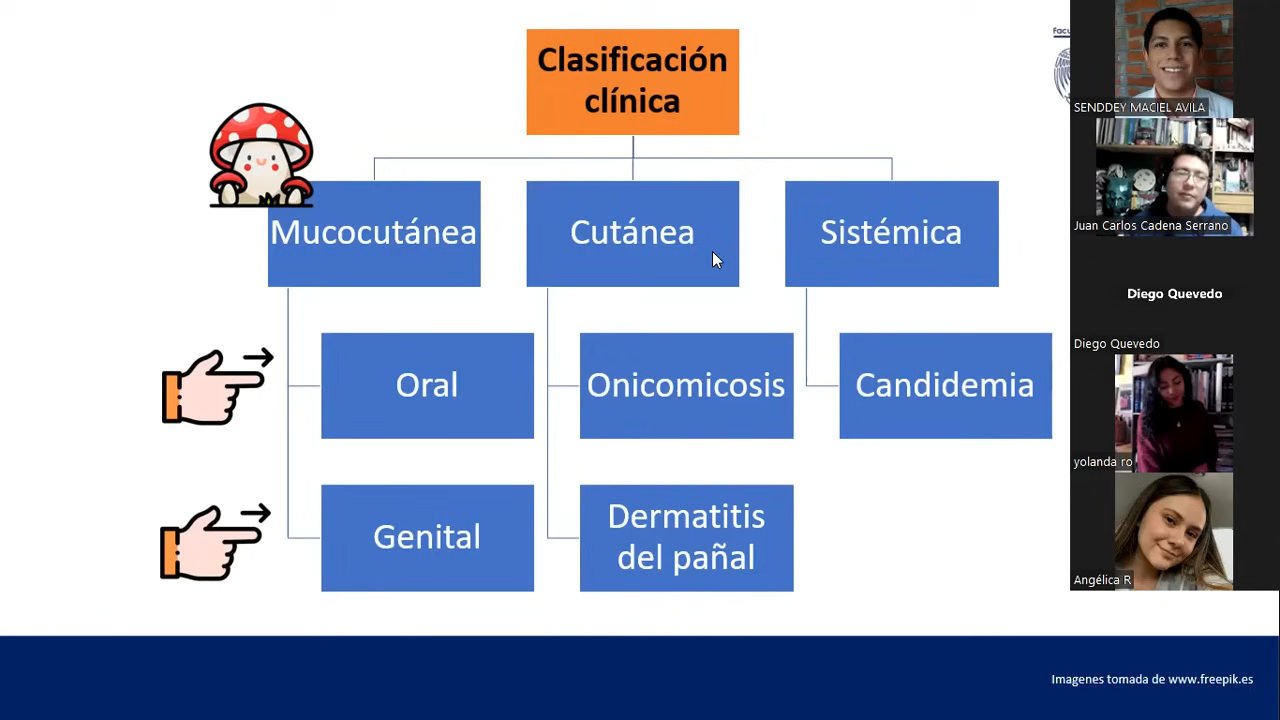 Clasificación
clínica
Mucocutánea
Cutánea
Sistémica
Oral
Onicomicosis
Candidemia
Genital
Dermatitis
del pañal
Imagenes tomada de www.freepik.es
Facu
SENDDEY MACIEL AVILA
Juan Carlos Cadena Serrano
Diego Quevedo
Diego Quevedo
yolanda ro
Angélica R